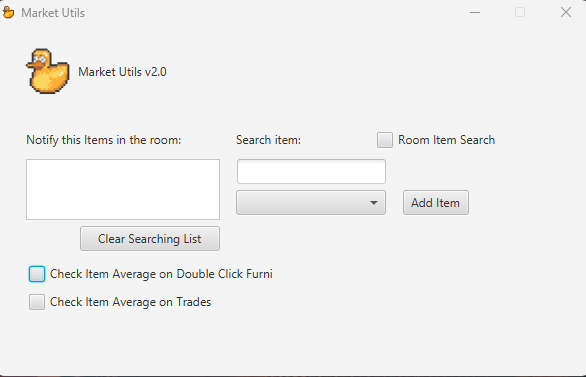 Market Utils
Market Utils v2.0
Notify this Items in the room:
Search item:
Room Item Search
Add Item
Clear Searching List
Check Item Average on Double Click Furni
Check Item Average on Trades